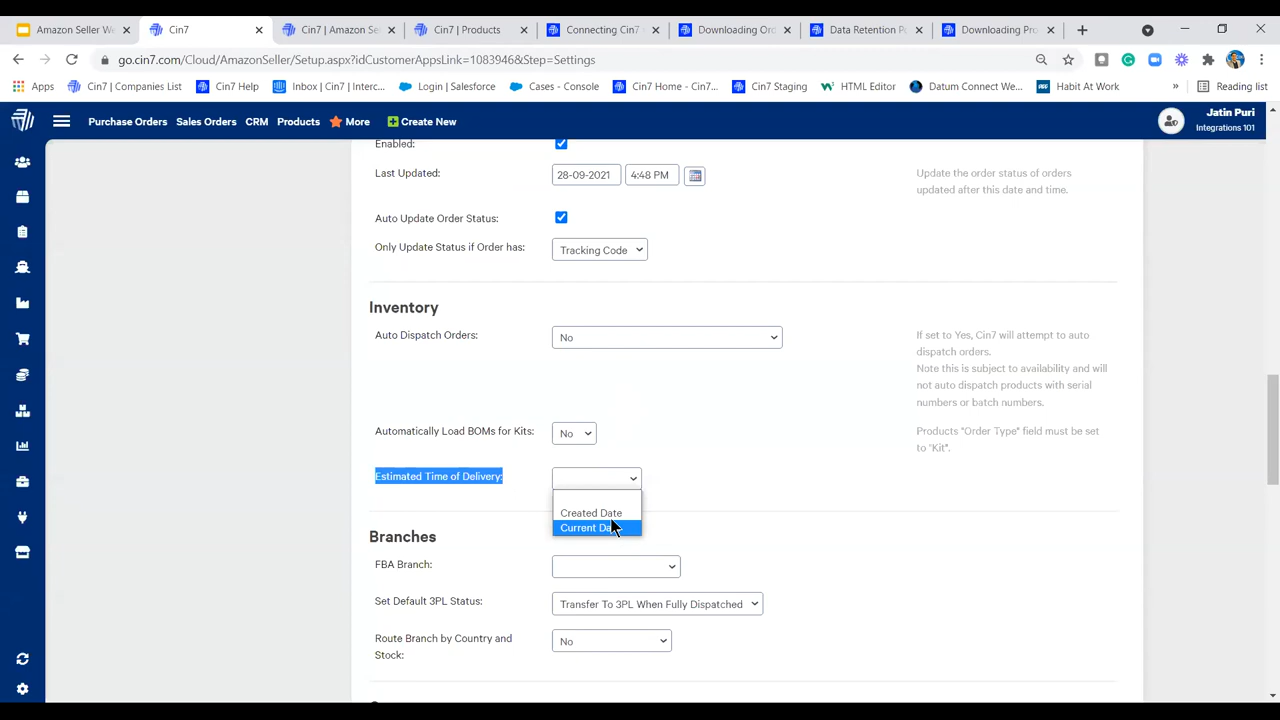 Amazon Seller W
Cin7
Cin7 | Amazon Se
Cin7 | Products
Connecting Cin7
Downloading Ord
Data Retention Po
Downloading Pro
go.cin7.com/Cloud/AmazonSeller/Setup.aspx?idCustomerAppsLink=1083946&Step=Settings
Apps
Cin7 | Companies List
Cin7 Help
Inbox | Cin7 | Interc...
Login | Salesforce
Cases - Console
Cin7 Home - Cin7...
Cin7 Staging
HTML Editor
Datum Connect We...
Habit At Work
»
Reading list
Purchase Orders
Sales Orders
CRM
Products
More
Create New
Jatin Puri
Integrations 101
Enabled:
Last Updated:
28-09-2021
4:48 PM
Update the order status of orders
updated after this date and time.
Auto Update Order Status:
Only Update Status if Order has:
Tracking Code
Inventory
Auto Dispatch Orders:
No
If set to Yes, Cin7 will attempt to auto
dispatch orders.
Note this is subject to availability and will
not auto dispatch products with serial
numbers or batch numbers.
Automatically Load BOMs for Kits:
No
Products "Order Type" field must be set
to "Kit".
Estimated Time of Delivery:
Created Date
Current Da
Branches
FBA Branch:
Set Default 3PL Status:
Transfer To 3PL When Fully Dispatched
Route Branch by Country and
Stock:
No